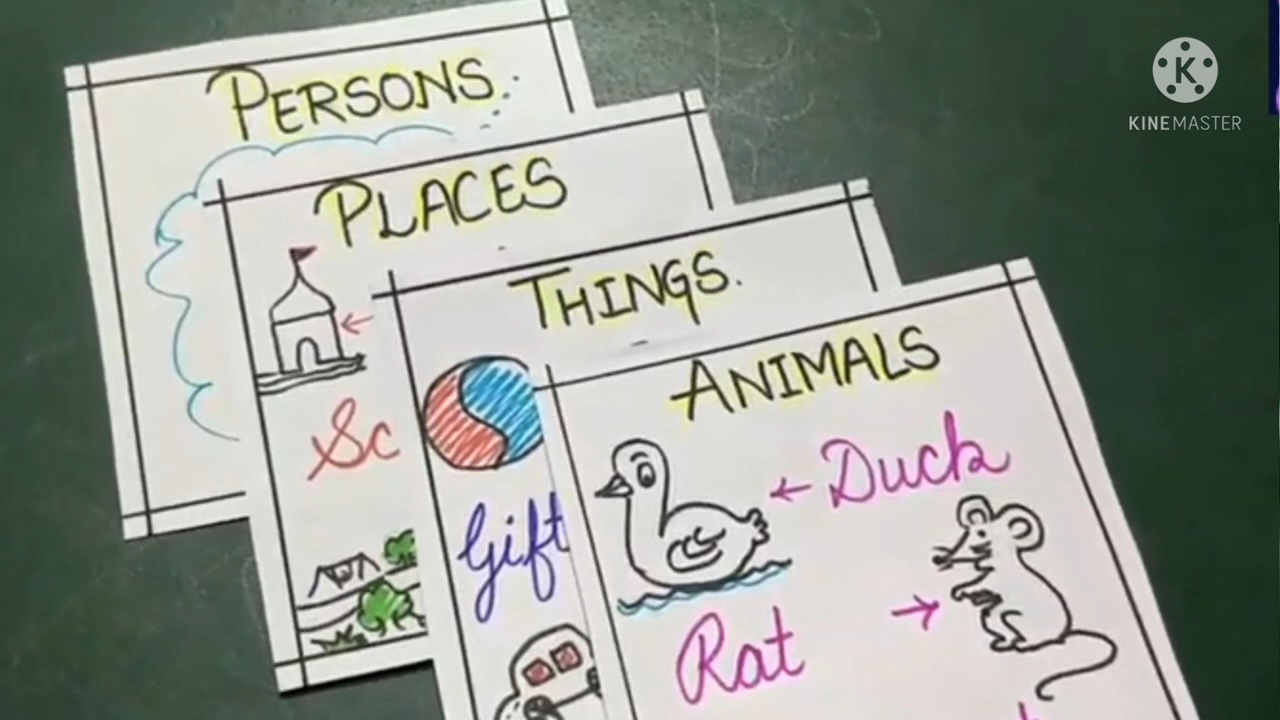 PERSONS.
PLACES
THINGS.
ANIMALS
Duck
Sc
Gift
Rat
K
KINEMASTER